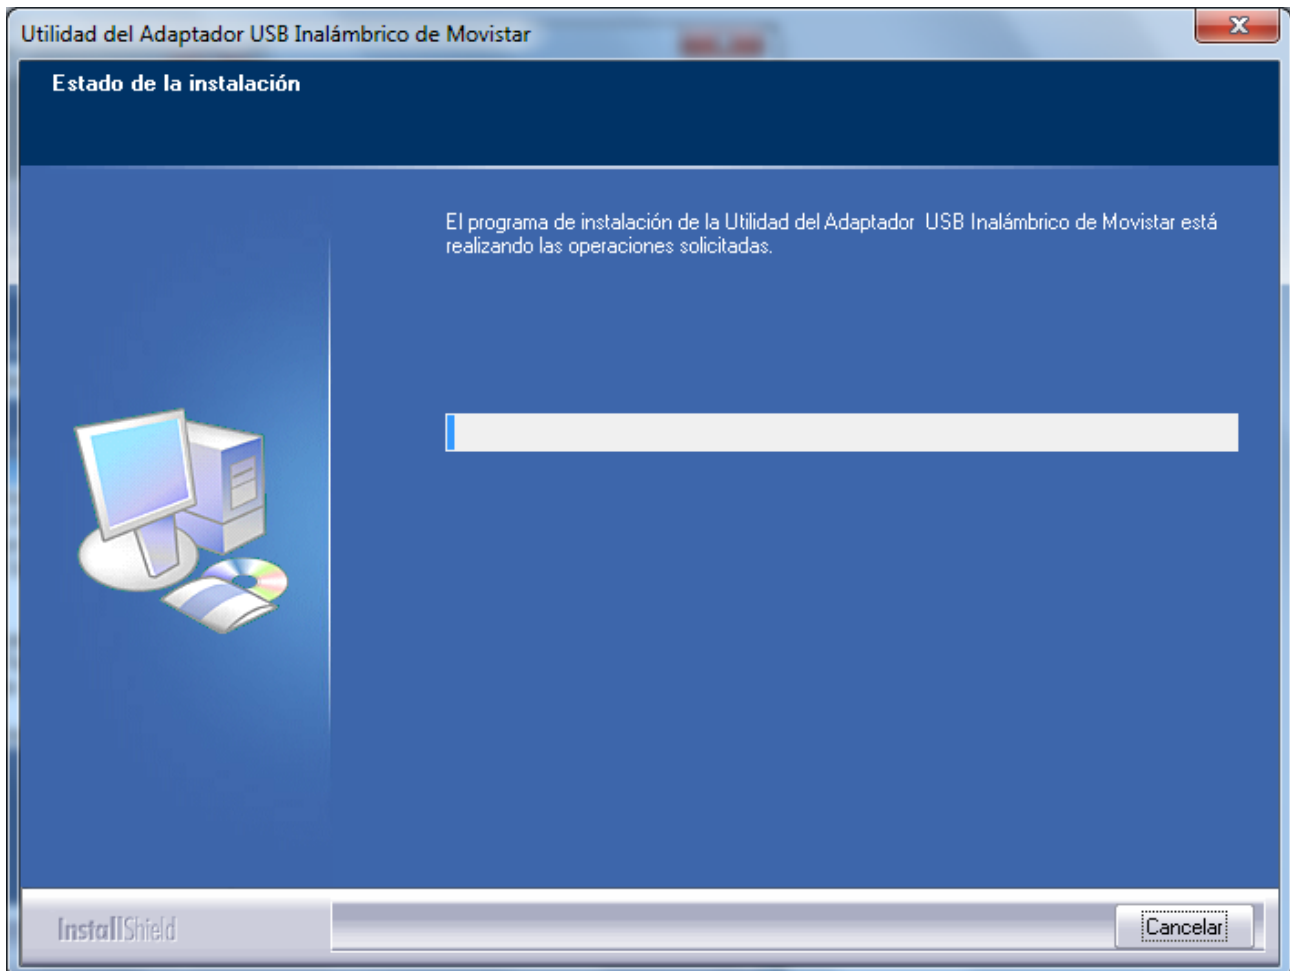 Utilidad del Adaptador USB Inalámbrico de Movistar
Estado de la instalación
El programa de instalación de la Utilidad del Adaptador USB Inalámbrico de Movistar está
realizando las operaciones solicitadas.
InstallShield
Cancelar